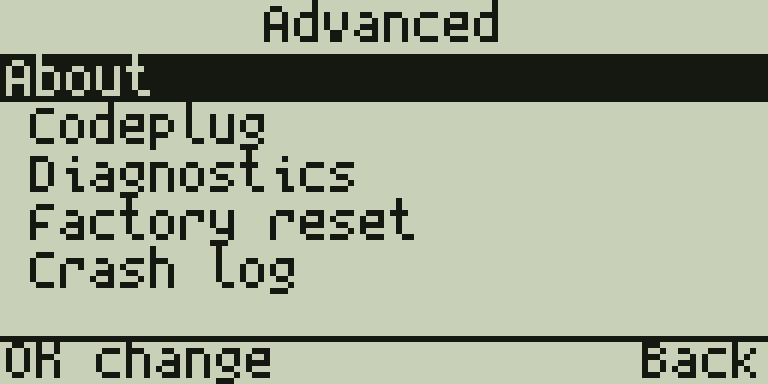 Advanced
About
Codeplug
Diagnostics
Factory reset
Crash log
OK change Back